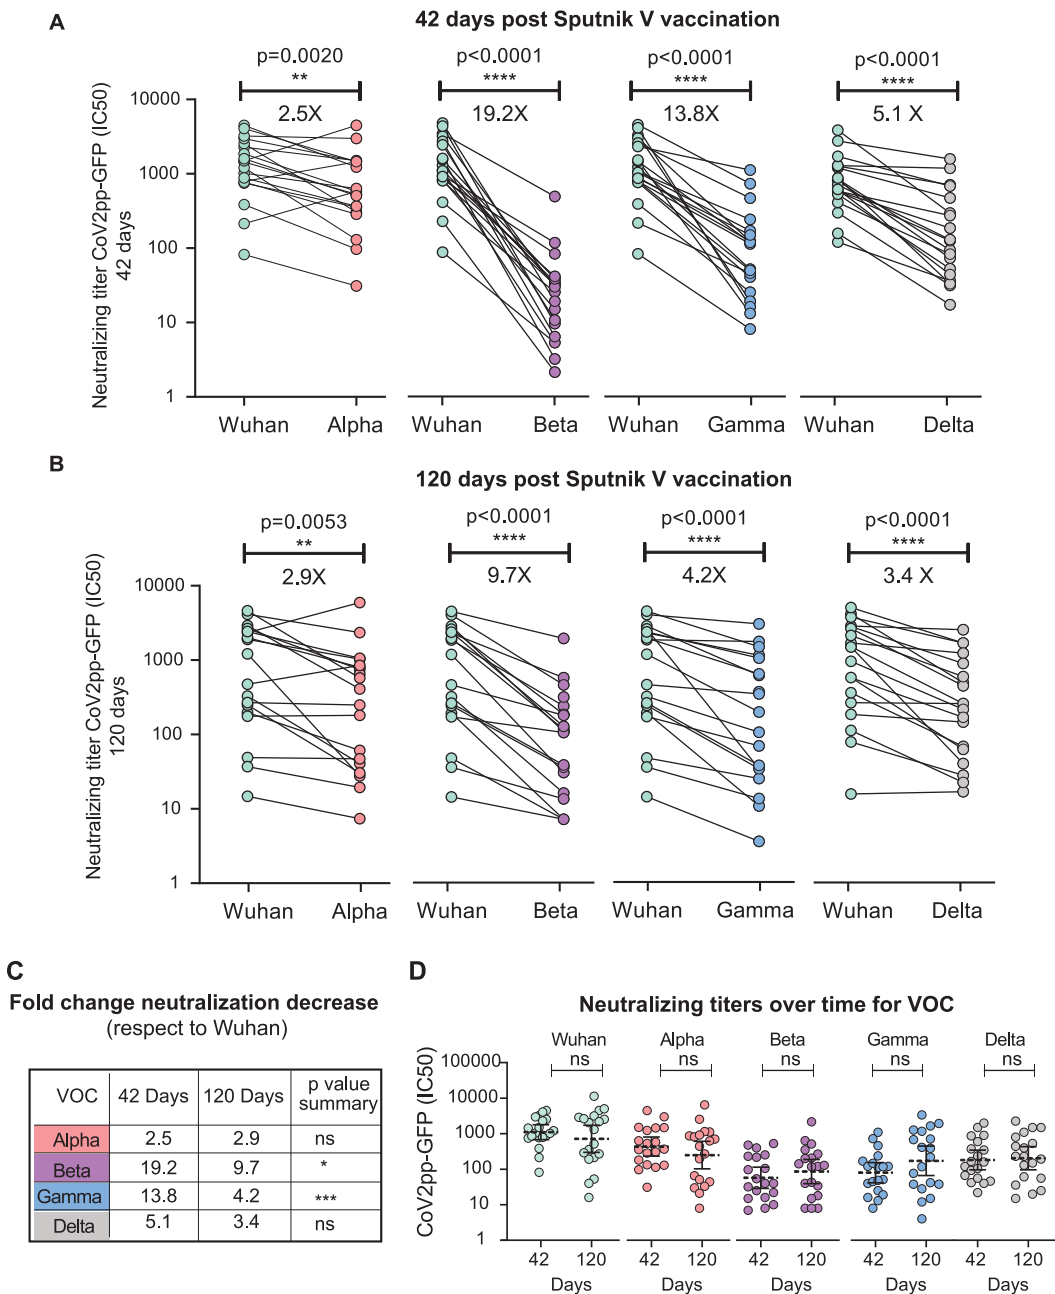 A
42 days post Sputnik V vaccination
p=0.0020
**
2.5X
p<0.0001
****
19.2X
p<0.0001
****
13.8X
p<0.0001
****
5.1 X
Neutralizing titer CoV2pp-GFP (IC50)
42 days
10000
1000
100
10
1
Wuhan Alpha
Wuhan Beta
Wuhan Gamma
Wuhan Delta
B
120 days post Sputnik V vaccination
p=0.0053
**
2.9X
p<0.0001
****
9.7X
p<0.0001
****
4.2X
p<0.0001
****
3.4 X
Neutralizing titer CoV2pp-GFP (IC50)
120 days
10000
1000
100
10
1
Wuhan Alpha
Wuhan Beta
Wuhan Gamma
Wuhan Delta
C
Fold change neutralization decrease
(respect to Wuhan)
VOC 42 Days 120 Days p value summary
Alpha 2.5 2.9 ns
Beta 19.2 9.7 *
Gamma 13.8 4.2 ***
Delta 5.1 3.4 ns
D
Neutralizing titers over time for VOC
Wuhan Alpha Beta Gamma Delta
ns ns ns ns ns
CoV2pp-GFP (IC50)
100000
10000
1000
100
10
1
42 120 42 120 42 120 42 120 42 120
Days Days Days Days Days